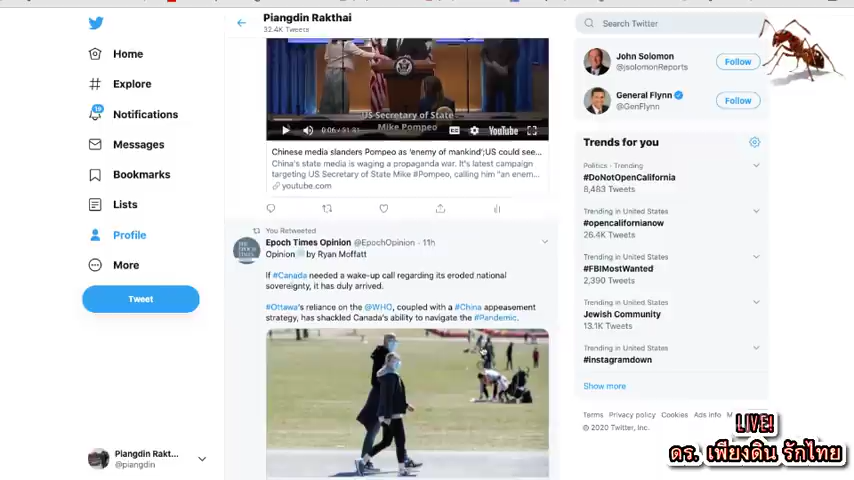 Home
Explore
19
Notifications
Messages
Bookmarks
Lists
Profile
More
Tweet
Piangdin Rakt...
@piangdin
Piangdin Rakthai
32.4K Tweets
US Secretary of State
Mike Pompeo
0:06 / 31:31
YouTube
Chinese media slanders Pompeo as 'enemy of mankind';US could see...
China's state media is waging a propaganda war. It's latest campaign
targeting US Secretary of State Mike #Pompeo, calling him "an enem...
youtube.com
You Retweeted
Epoch Times Opinion @EpochOpinion · 11h
Opinion by Ryan Moffatt
If #Canada needed a wake-up call regarding its eroded national
sovereignty, it has duly arrived.
#Ottawa's reliance on the @WHO, coupled with a #China appeasement
strategy, has shackled Canada's ability to navigate the #Pandemic.
Search Twitter
John Solomon
@jsolomonReports
Follow
General Flynn
@GenFlynn
Follow
Trends for you
Politics · Trending
#DoNotOpenCalifornia
8,483 Tweets
Trending in United States
#opencalifornianow
26.4K Tweets
Trending in United States
#FBIMostWanted
2,390 Tweets
Trending in United States
Jewish Community
13.1K Tweets
Trending in United States
#instagramdown
Show more
Terms Privacy policy Cookies Ads info
© 2020 Twitter, Inc.
LIVE!
ดร. เพียงดิน รักไทย